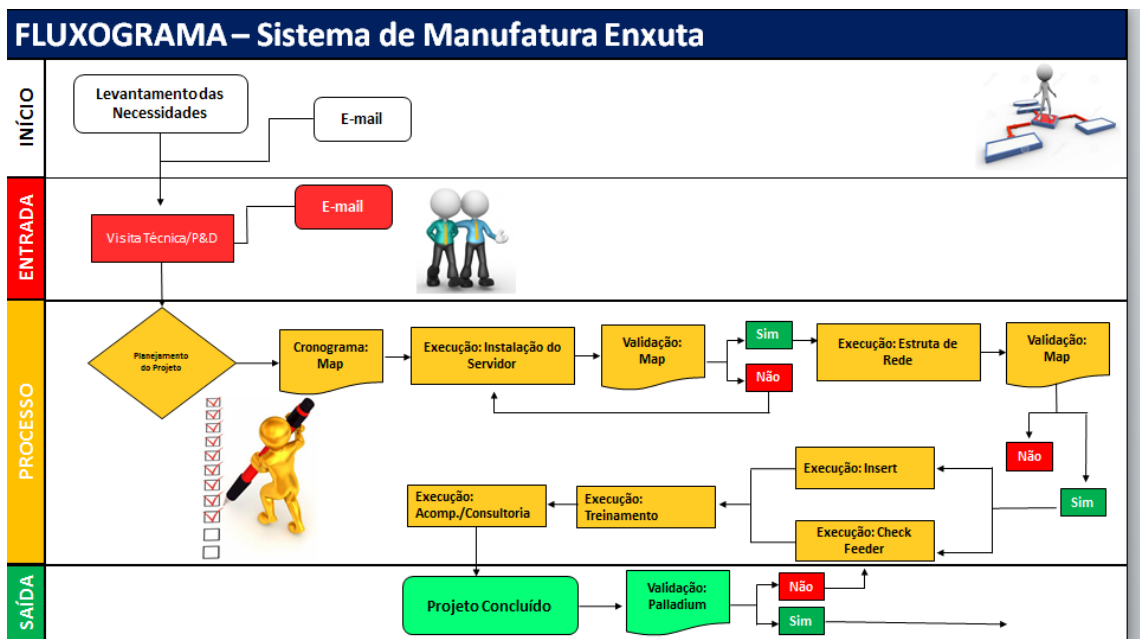 FLUXOGRAMA – Sistema de Manufatura Enxuta
INÍCIO
Levantamento das
Necessidades
E-mail
ENTRADA
E-mail
Visita Técnica/P&D
PROCESSO
Planejamento
do Projeto
Cronograma:
Map
Execução: Instalação do
Servidor
Validação:
Map
Sim
Não
Execução: Estruta de
Rede
Validação:
Map
Não
Sim
Execução: Insert
Execução: Check
Feeder
Execução:
Treinamento
Execução:
Acomp./Consultoria
SAÍDA
Projeto Concluído
Validação:
Palladium
Não
Sim